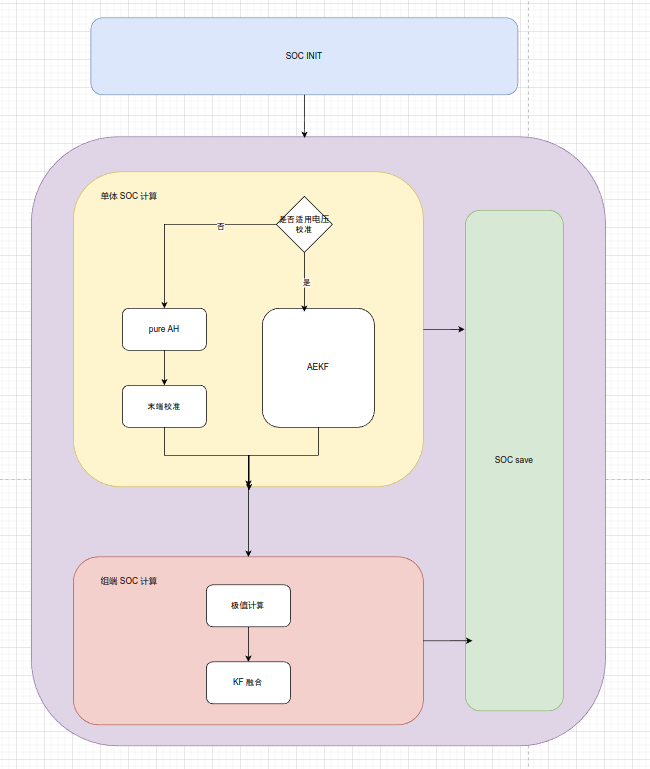 SOC INIT
单体 SOC 计算
是否适用电压
校准
否
是
pure AH
AEKF
末端校准
SOC save
组端 SOC 计算
极值计算
KF 融合